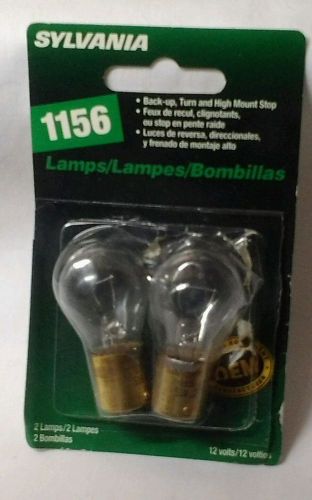 SYLVANIA
1156
• Back-up, Turn and High Mount Stop
• Feux de recul, clignotants,
ou stop en pente raide
• Luces de reversa, direccionales,
y frenado de montaje alto
Lamps/Lampes/Bombillas
OEM
2 Lamps/2 Lampes
2 Bombillas
12 volts/12 voltios